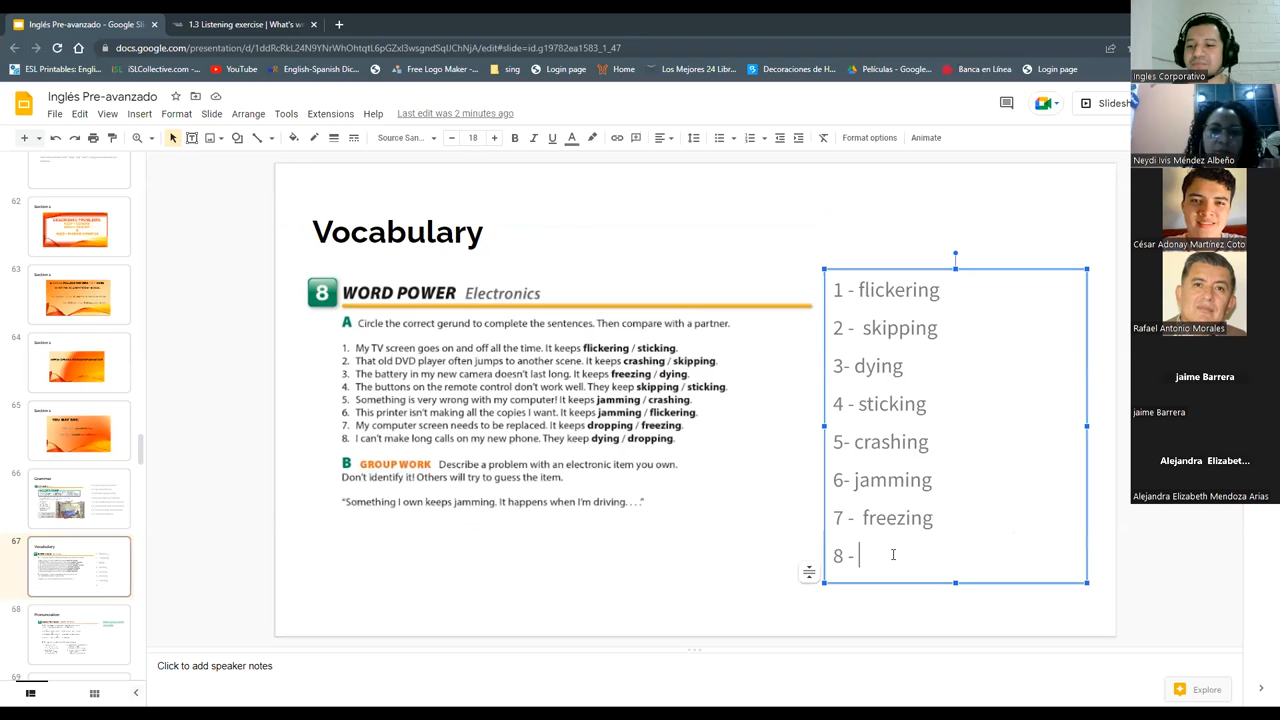 Inglés Pre-avanzado - Google Sli
1.3 Listening exercise | What's w
docs.google.com/presentation/d/1ddRcRkL24N9YNrWhOhtqtL6pGZxl3wsgndSqlJChNjA/edit#slide=id.g19782ea1583_1_47
ESL Printables: Engli...
iSLCollective.com -...
YouTube
English-Spanish Dic...
Free Logo Maker -...
Ing
Login page
Home
Los Mejores 24 Libr...
Decoraciones de H...
Películas - Google...
Banca en Línea
Login page
Inglés Pre-avanzado
File Edit View Insert Format Slide Arrange Tools Extensions Help
Last edit was 2 minutes ago
Slidesh
Source San...
18
Format options
Animate
62
63
64
65
66
67
68
69
Vocabulary
8 WORD POWER Electronics
A Circle the correct gerund to complete the sentences. Then compare with a partner.
1. My TV screen goes on and off all the time. It keeps flickering / sticking.
2. That old DVD player often jumps to another scene. It keeps crashing / skipping.
3. The battery in my new camera doesn't last long. It keeps freezing / dying.
4. The buttons on the remote control don't work well. They keep skipping / sticking.
5. Something is very wrong with my computer! It keeps jamming / crashing.
6. This printer isn't making all the copies I want. It keeps jamming / flickering.
7. My computer screen needs to be replaced. It keeps dropping / freezing.
8. I can't make long calls on my new phone. They keep dying / dropping.
B GROUP WORK Describe a problem with an electronic item you own.
Don't identify it! Others will try to guess the item.
"Something I own keeps jamming. It happens when I'm driving. . . ."
1 - flickering
2 - skipping
3- dying
4 - sticking
5- crashing
6- jamming
7 - freezing
8 -
Click to add speaker notes
Explore
Ingles Corporativo
Neydi Ivis Méndez Albeño
César Adonay Martínez Coto
Rafael Antonio Morales
jaime Barrera
jaime Barrera
Alejandra Elizabet...
Alejandra Elizabeth Mendoza Arias